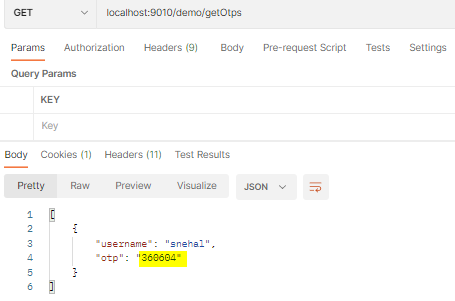 GET localhost:9010/demo/getOtps
Params Authorization Headers (9) Body Pre-request Script Tests Settings
Query Params
KEY
Key
Body Cookies (1) Headers (11) Test Results
Pretty Raw Preview Visualize JSON
1 [
2 {
3 "username": "snehal",
4 "otp": "360604"
5 }
6 ]